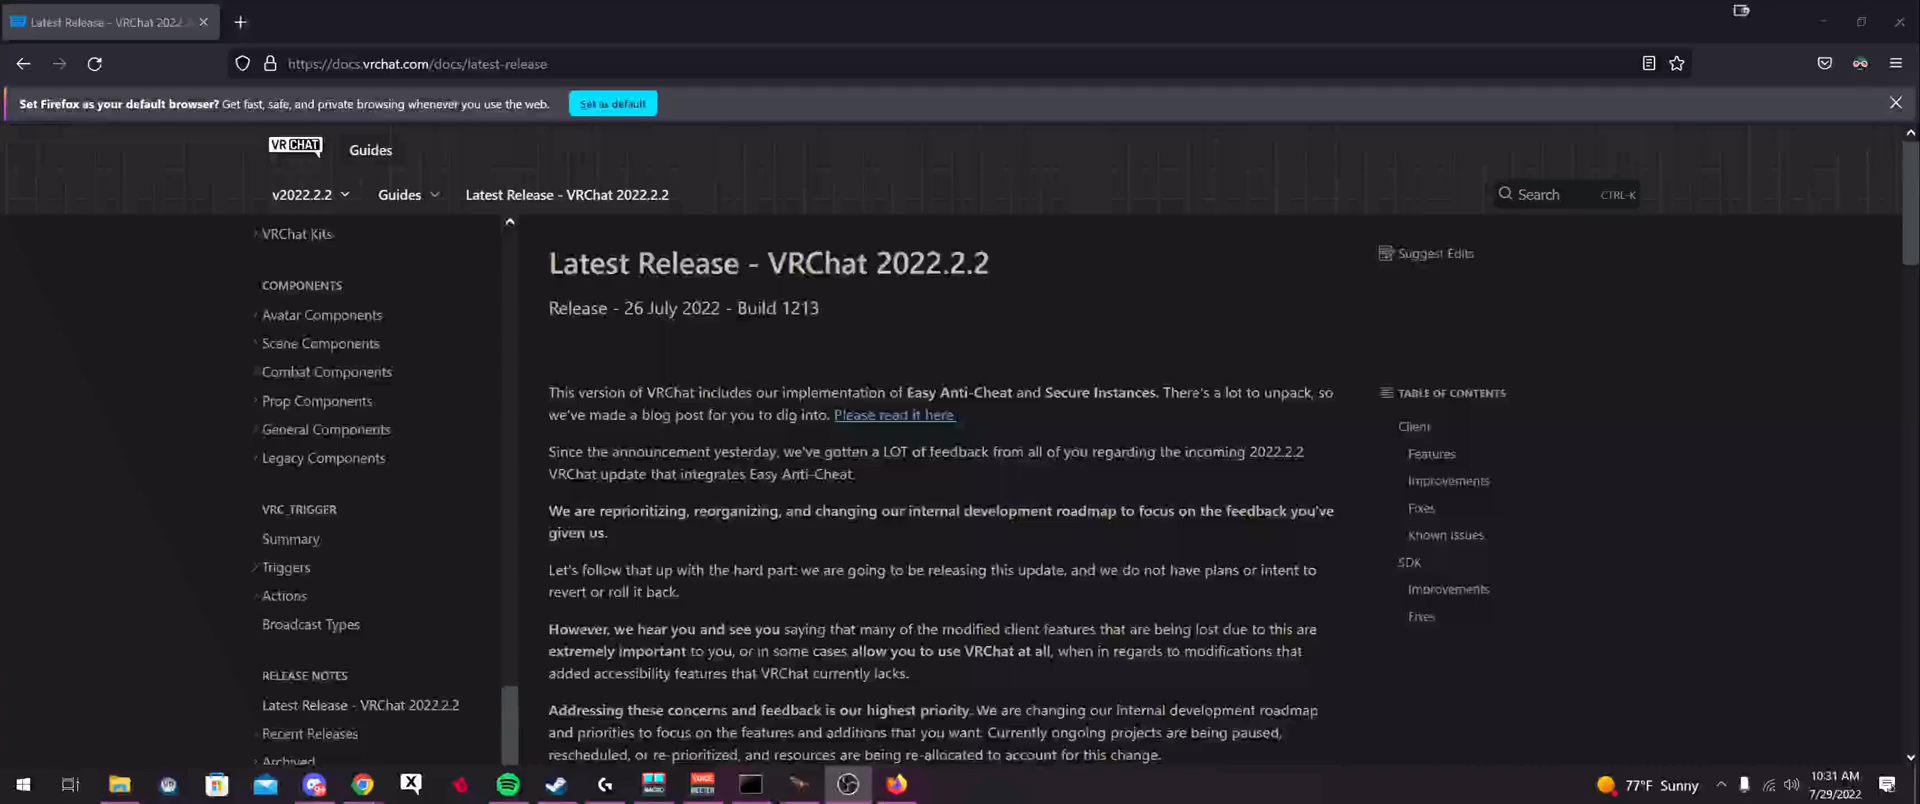 Latest Release - VRChat 2022.2
https://docs.vrchat.com/docs/latest-release
Set Firefox as your default browser? Get fast, safe, and private browsing whenever you use the web.
Set as default
VRCHAT
Guides
v2022.2.2
Guides
Latest Release - VRChat 2022.2.2
Search
CTRL-K
VRChat Kits
COMPONENTS
Avatar Components
Scene Components
Combat Components
Prop Components
General Components
Legacy Components
VRC_TRIGGER
Summary
Triggers
Actions
Broadcast Types
RELEASE NOTES
Latest Release - VRChat 2022.2.2
Recent Releases
Archived
Latest Release - VRChat 2022.2.2
Release - 26 July 2022 - Build 1213
This version of VRChat includes our implementation of Easy Anti-Cheat and Secure Instances. There's a lot to unpack, so
we've made a blog post for you to dig into. Please read it here.
Since the announcement yesterday, we've gotten a LOT of feedback from all of you regarding the incoming 2022.2.2
VRChat update that integrates Easy Anti-Cheat.
We are reprioritizing, reorganizing, and changing our internal development roadmap to focus on the feedback you've
given us.
Let's follow that up with the hard part: we are going to be releasing this update, and we do not have plans or intent to
revert or roll it back.
However, we hear you and see you saying that many of the modified client features that are being lost due to this are
extremely important to you, or in some cases allow you to use VRChat at all, when in regards to modifications that
added accessibility features that VRChat currently lacks.
Addressing these concerns and feedback is our highest priority. We are changing our internal development roadmap
and priorities to focus on the features and additions that you want. Currently ongoing projects are being paused,
rescheduled, or re-prioritized, and resources are being re-allocated to account for this change.
Suggest Edits
TABLE OF CONTENTS
Client
Features
Improvements
Fixes
Known Issues
SDK
Improvements
Fixes
MACRO
VOICE
MEETER
77°F Sunny
10:31 AM
7/29/2022